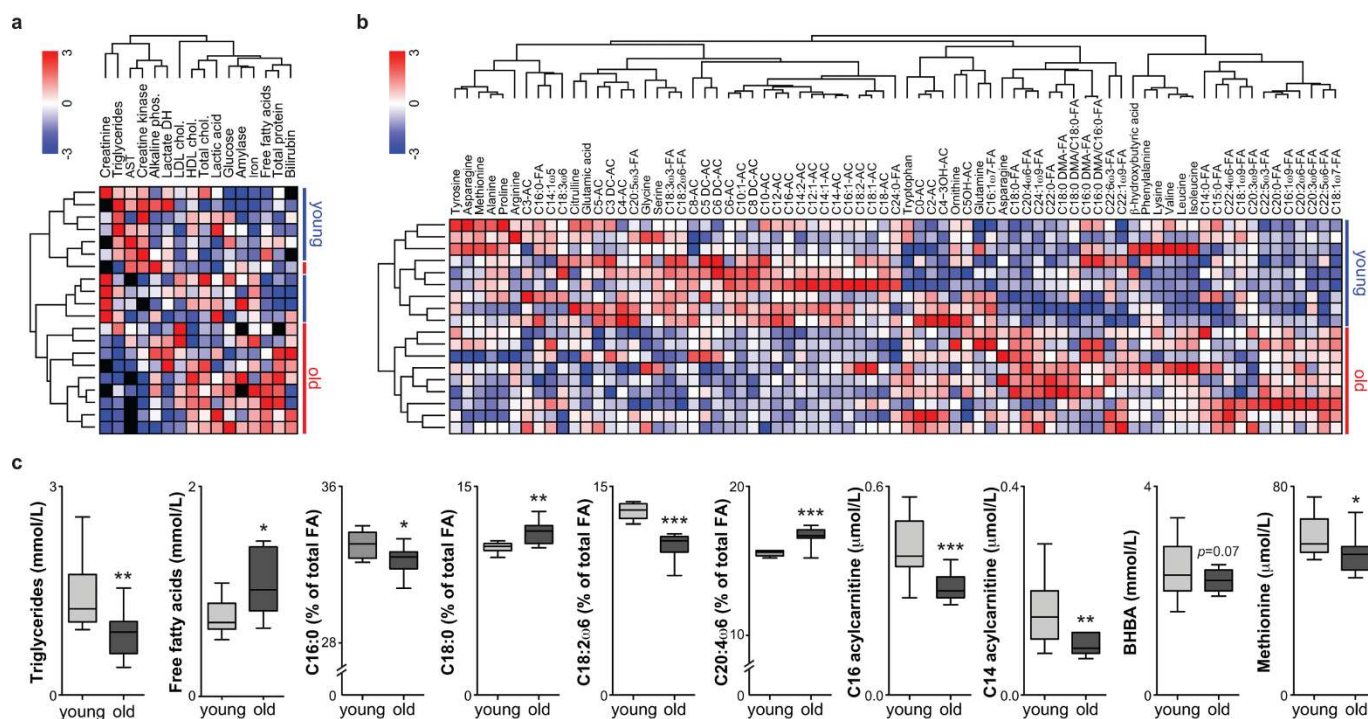 a
b
3
0
-3
Creatinine
Triglycerides
AST
Creatine kinase
Alkaline phos.
Lactate DH
LDL chol.
HDL chol.
Total chol.
Lactic acid
Glucose
Amylase
Iron
Free fatty acids
Total protein
Bilirubin
young
old
3
0
-3
Tyrosine
Asparagine
Methionine
Alanine
Proline
Arginine
C3-AC
C16:0-FA
C14:1ω5
C18:3ω6
Citrulline
Glutamic acid
C5-AC
C3 DC-AC
C4-AC
C20:5ω3-FA
Glycine
Serine
C18:3ω3-FA
C18:2ω6-FA
C8-AC
C5 DC-AC
C6 DC-AC
C6-AC
C10:1-AC
C8 DC-AC
C10-AC
C12-AC
C16-AC
C14:2-AC
C12:1-AC
C14:1-AC
C14-AC
C16:1-AC
C18:2-AC
C18:1-AC
C18-AC
C24:0-FA
Tryptophan
C0-AC
C2-AC
C4-3OH-AC
Ornithine
C5OH-AC
Glutamine
C16:1ω7-FA
Asparagine
C18:0-FA
C20:4ω6-FA
C24:1ω9-FA
C22:0-FA
C18:0 DMA-FA
C18:0 DMA/C18:0-FA
C16:0 DMA-FA
C16:0 DMA/C16:0-FA
C22:6ω3-FA
C22:1ω9-FA
β-hydroxybutyric acid
Phenylalanine
Lysine
Valine
Leucine
Isoleucine
C14:0-FA
C15:0-FA
C22:4ω6-FA
C18:1ω9-FA
C20:3ω9-FA
C22:5ω3-FA
C20:0-FA
C16:1ω9-FA
C20:1ω9-FA
C20:2ω6-FA
C20:3ω6-FA
C22:5ω6-FA
C18:1ω7-FA
young
old
c
Triglycerides (mmol/L)
3
0
**
young old
Free fatty acids (mmol/L)
2
0
*
young old
C16:0 (% of total FA)
36
28
0
*
young old
C18:0 (% of total FA)
15
0
**
young old
C18:2ω6 (% of total FA)
15
0
***
young old
C20:4ω6 (% of total FA)
20
10
0
***
young old
C16 acylcarnitine (μmol/L)
0.6
0.0
***
young old
C14 acylcarnitine (μmol/L)
0.4
0.0
**
young old
BHBA (mmol/L)
4
0
p=0.07
young old
Methionine (μmol/L)
80
0
*
young old